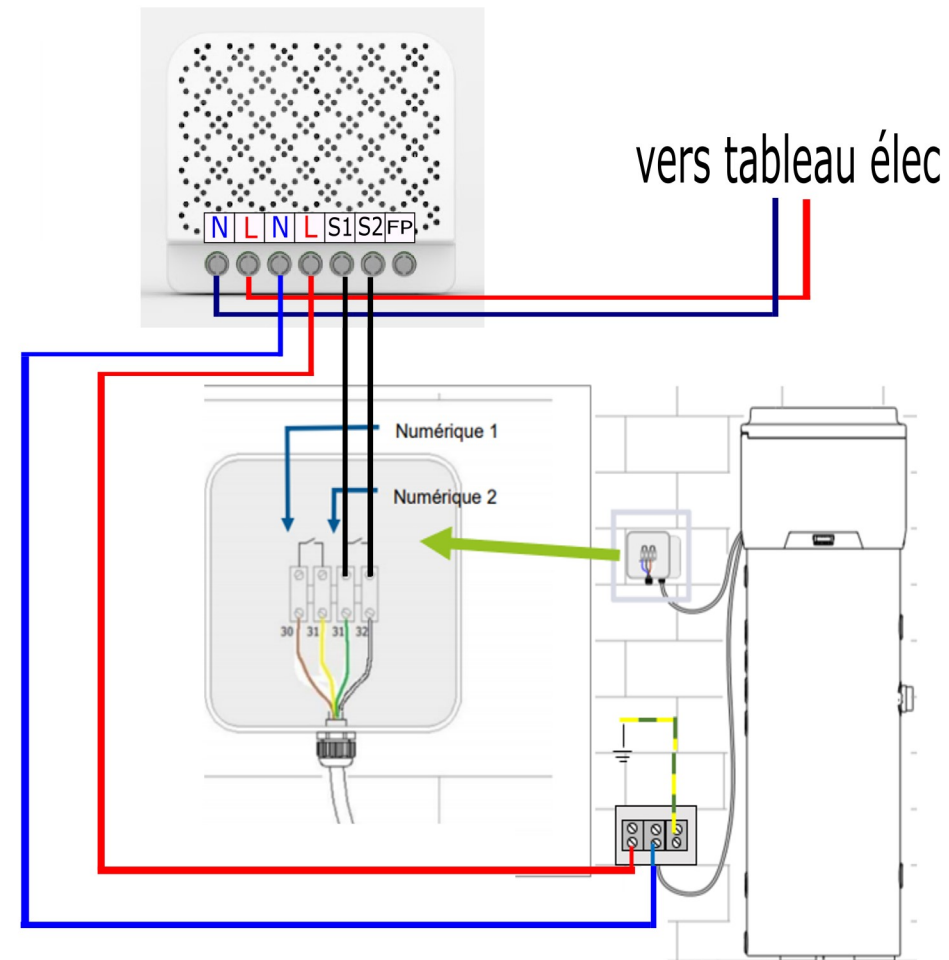 vers tableau élec
N L N L S1 S2 FP
Numérique 1
Numérique 2
30 31 31 32